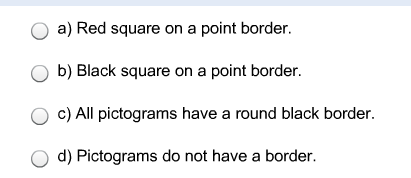 a) Red square on a point border.
b) Black square on a point border.
c) All pictograms have a round black border.
d) Pictograms do not have a border.